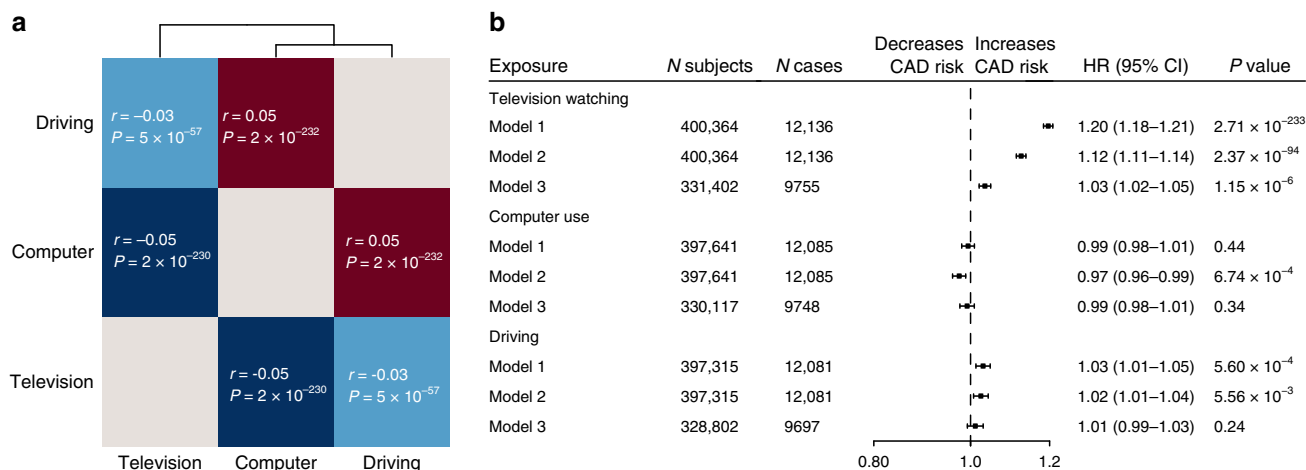 a
Driving
r = –0.03
P = 5 × 10⁻⁵⁷
r = 0.05
P = 2 × 10⁻²³²
Computer
r = –0.05
P = 2 × 10⁻²³⁰
r = 0.05
P = 2 × 10⁻²³²
Television
r = -0.05
P = 2 × 10⁻²³⁰
r = -0.03
P = 5 × 10⁻⁵⁷
Television Computer Driving
b
Decreases Increases
Exposure N subjects N cases CAD risk CAD risk HR (95% CI) P value
Television watching
Model 1 400,364 12,136 1.20 (1.18–1.21) 2.71 × 10⁻²³³
Model 2 400,364 12,136 1.12 (1.11–1.14) 2.37 × 10⁻⁹⁴
Model 3 331,402 9755 1.03 (1.02–1.05) 1.15 × 10⁻⁶
Computer use
Model 1 397,641 12,085 0.99 (0.98–1.01) 0.44
Model 2 397,641 12,085 0.97 (0.96–0.99) 6.74 × 10⁻⁴
Model 3 330,117 9748 0.99 (0.98–1.01) 0.34
Driving
Model 1 397,315 12,081 1.03 (1.01–1.05) 5.60 × 10⁻⁴
Model 2 397,315 12,081 1.02 (1.01–1.04) 5.56 × 10⁻³
Model 3 328,802 9697 1.01 (0.99–1.03) 0.24
0.80 1.0 1.2